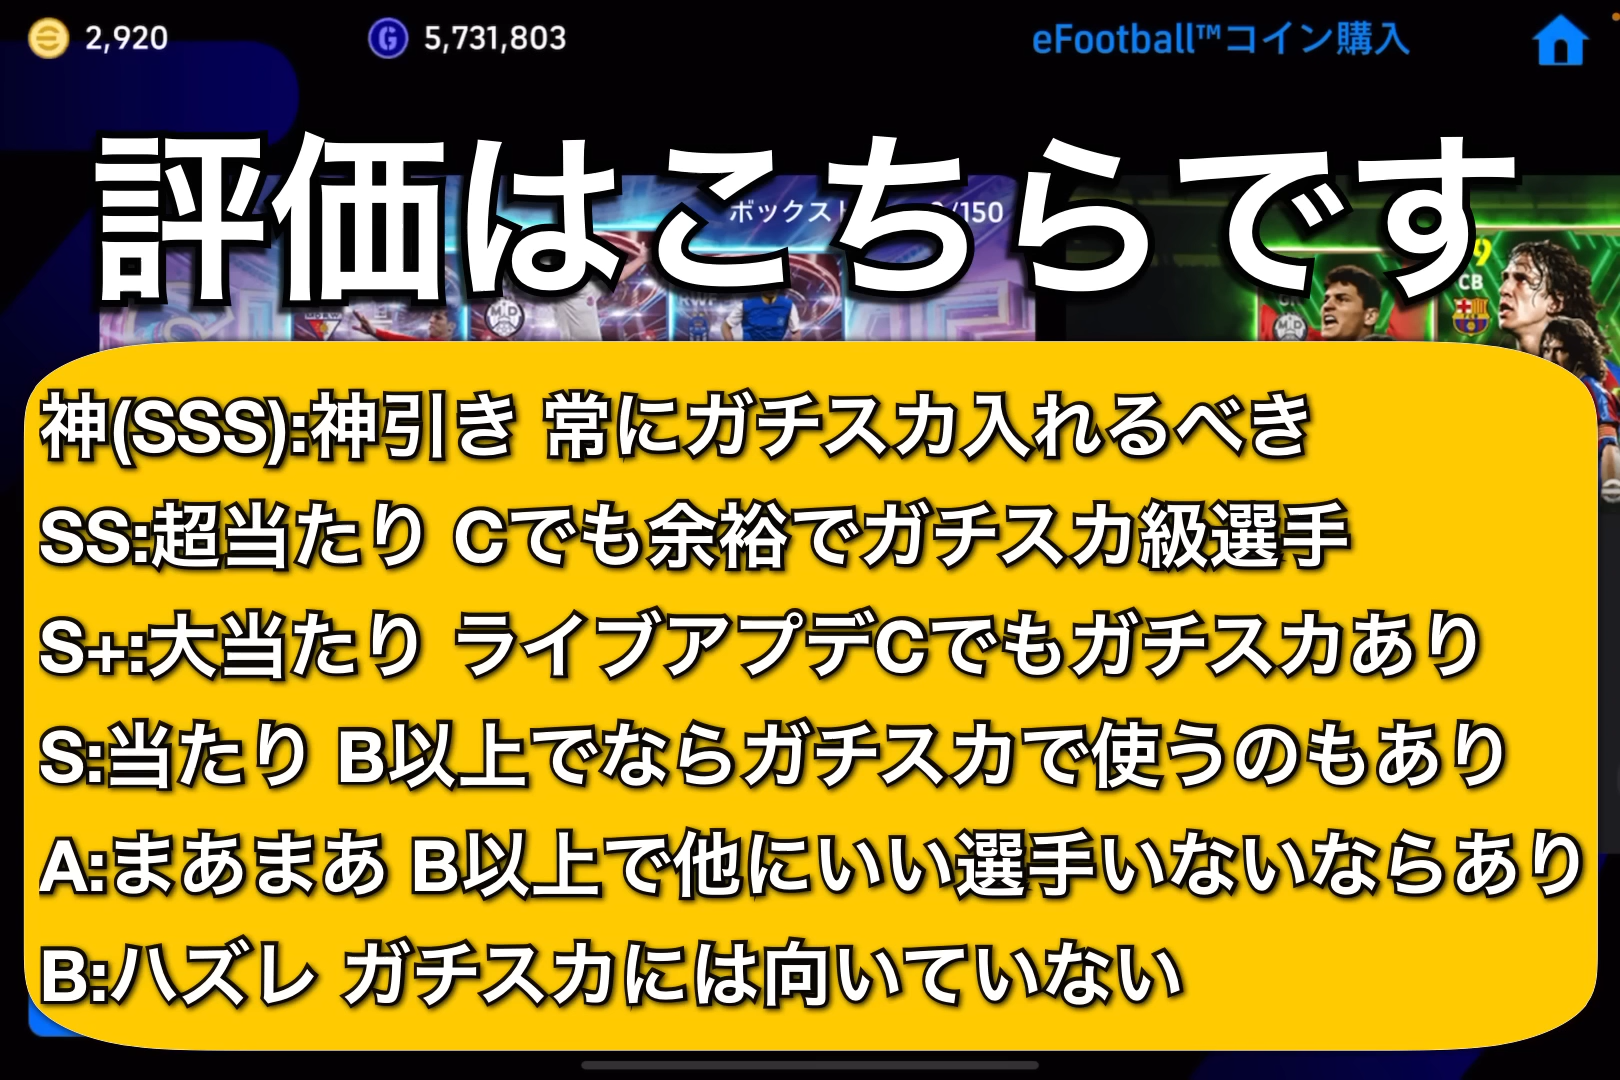 2,920
5,731,803
eFootball™コイン購入
評価はこちらです
/150
CB
神(SSS):神引き 常にガチスカ入れるべき
SS:超当たり Cでも余裕でガチスカ級選手
S+:大当たり ライブアプデCでもガチスカあり
S:当たり B以上でならガチスカで使うのもあり
A:まあまあ B以上で他にいい選手いないならあり
B:ハズレ ガチスカには向いていない